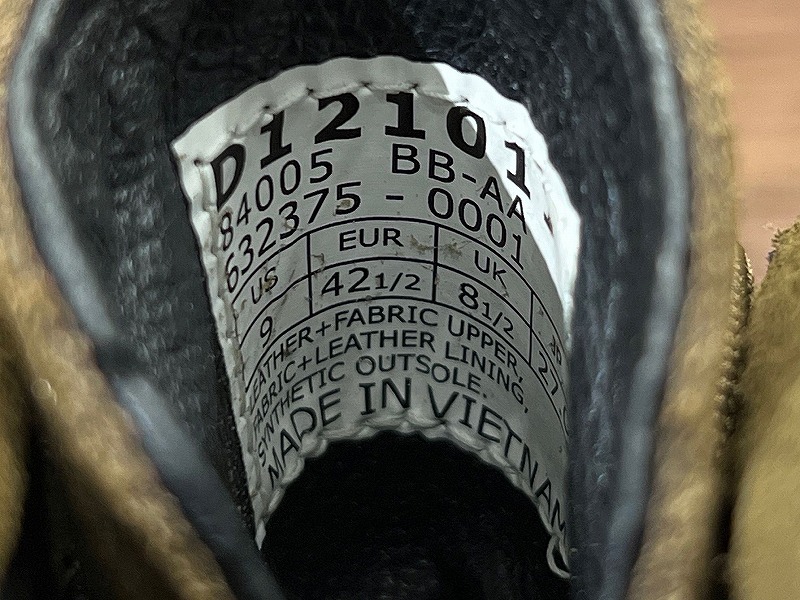 D12101
84005 BB-AA
632375 - 0001
US EUR UK
9 42 1/2 8 1/2
LEATHER+FABRIC UPPER,
FABRIC+LEATHER LINING,
SYNTHETIC OUTSOLE.
MADE IN VIETNAM